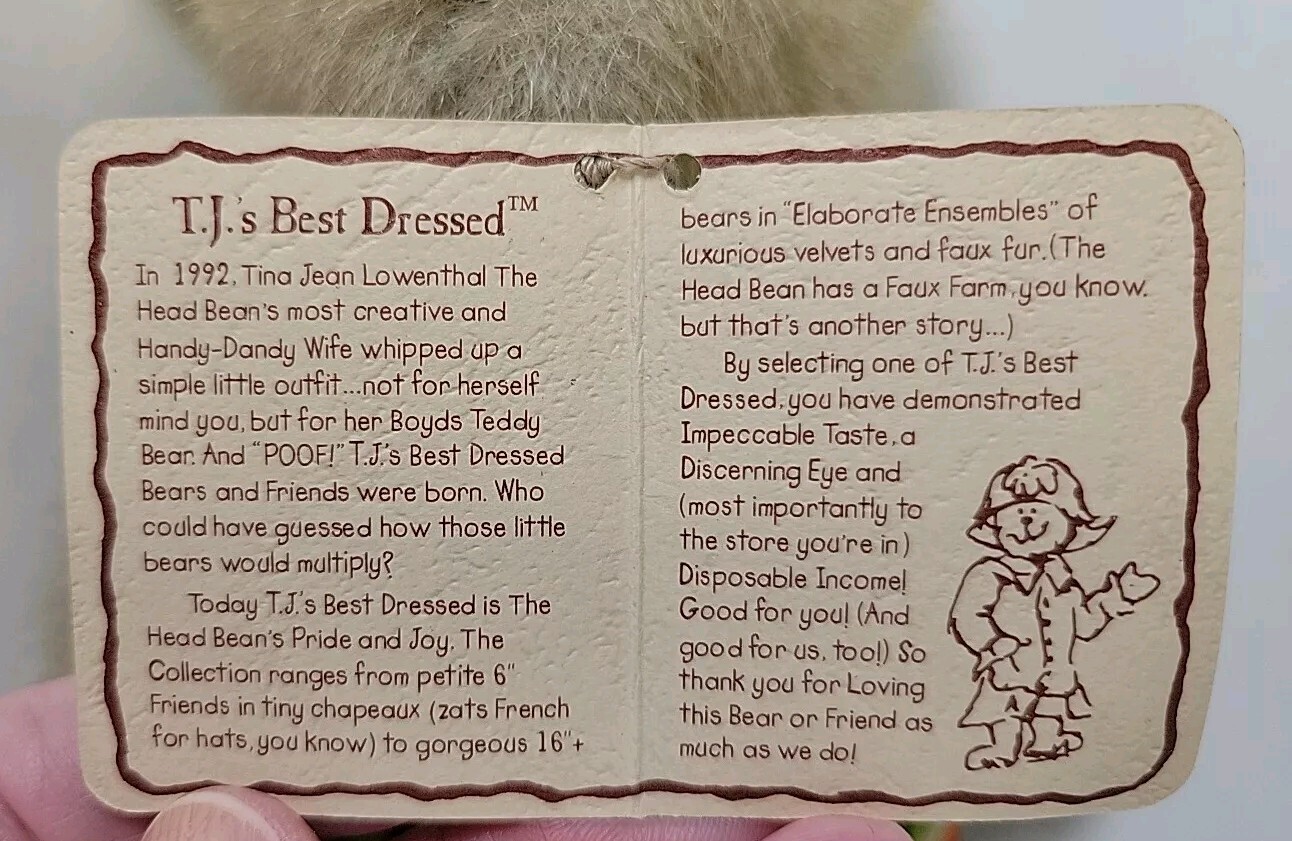 T.J.'s Best Dressed™
In 1992, Tina Jean Lowenthal The
Head Bean's most creative and
Handy-Dandy Wife whipped up a
simple little outfit...not for herself
mind you, but for her Boyds Teddy
Bear. And "POOF!" T.J.'s Best Dressed
Bears and Friends were born. Who
could have guessed how those little
bears would multiply?
Today T.J.'s Best Dressed is The
Head Bean's Pride and Joy. The
Collection ranges from petite 6"
Friends in tiny chapeaux (zats French
for hats, you know) to gorgeous 16"+
bears in "Elaborate Ensembles" of
luxurious velvets and faux fur. (The
Head Bean has a Faux Farm, you know.
but that's another story...)
By selecting one of T.J.'s Best
Dressed, you have demonstrated
Impeccable Taste, a
Discerning Eye and
(most importantly to
the store you're in)
Disposable Income!
Good for you! (And
good for us, too!) So
thank you for Loving
this Bear or Friend as
much as we do!